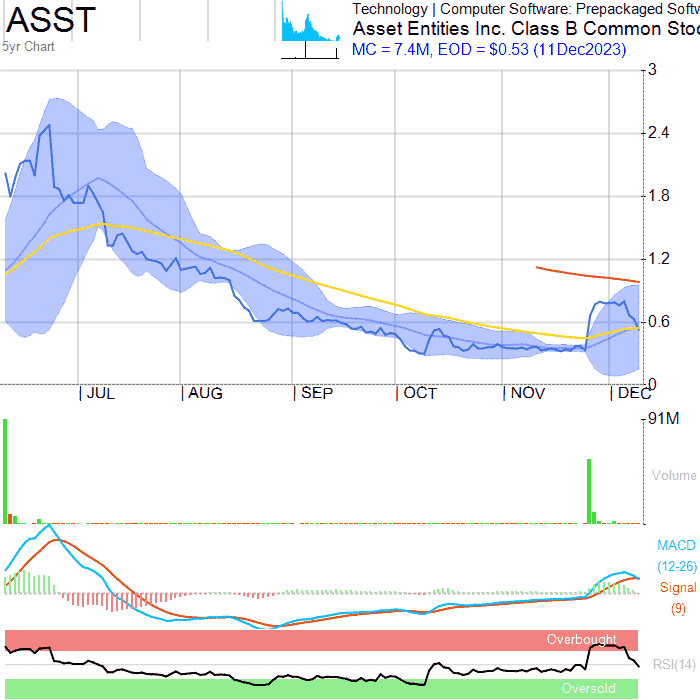 ASST
5yr Chart
Technology | Computer Software: Prepackaged Softw
Asset Entities Inc. Class B Common Stoc
MC = 7.4M, EOD = $0.53 (11Dec2023)
3
2.4
1.8
1.2
0.6
0
JUL AUG SEP OCT NOV DEC
91M
Volume
MACD
(12-26)
Signal
(9)
Overbought
RSI(14)
Oversold